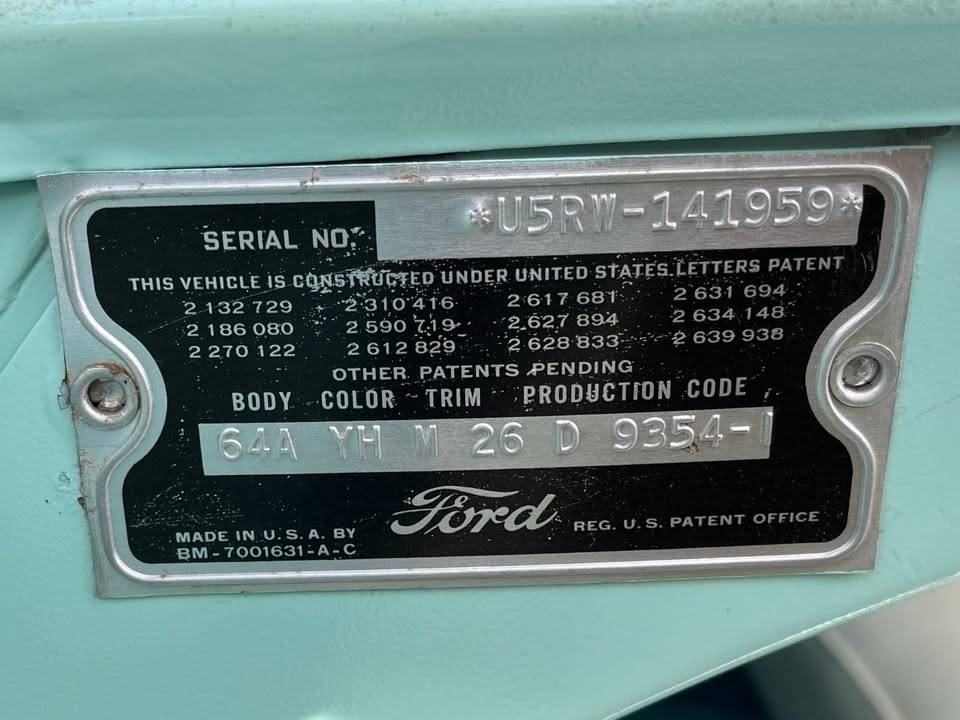 SERIAL NO. *U5RW-141959*
THIS VEHICLE IS CONSTRUCTED UNDER UNITED STATES LETTERS PATENT
2 132 729 2 310 416 2 617 681 2 631 694
2 186 080 2 590 719 2 627 894 2 634 148
2 270 122 2 612 829 2 628 833 2 639 938
OTHER PATENTS PENDING
BODY COLOR TRIM PRODUCTION CODE
64A YH M 26 D 9354-1
MADE IN U.S.A. BY Ford REG. U.S. PATENT OFFICE
BM-7001631-A-C